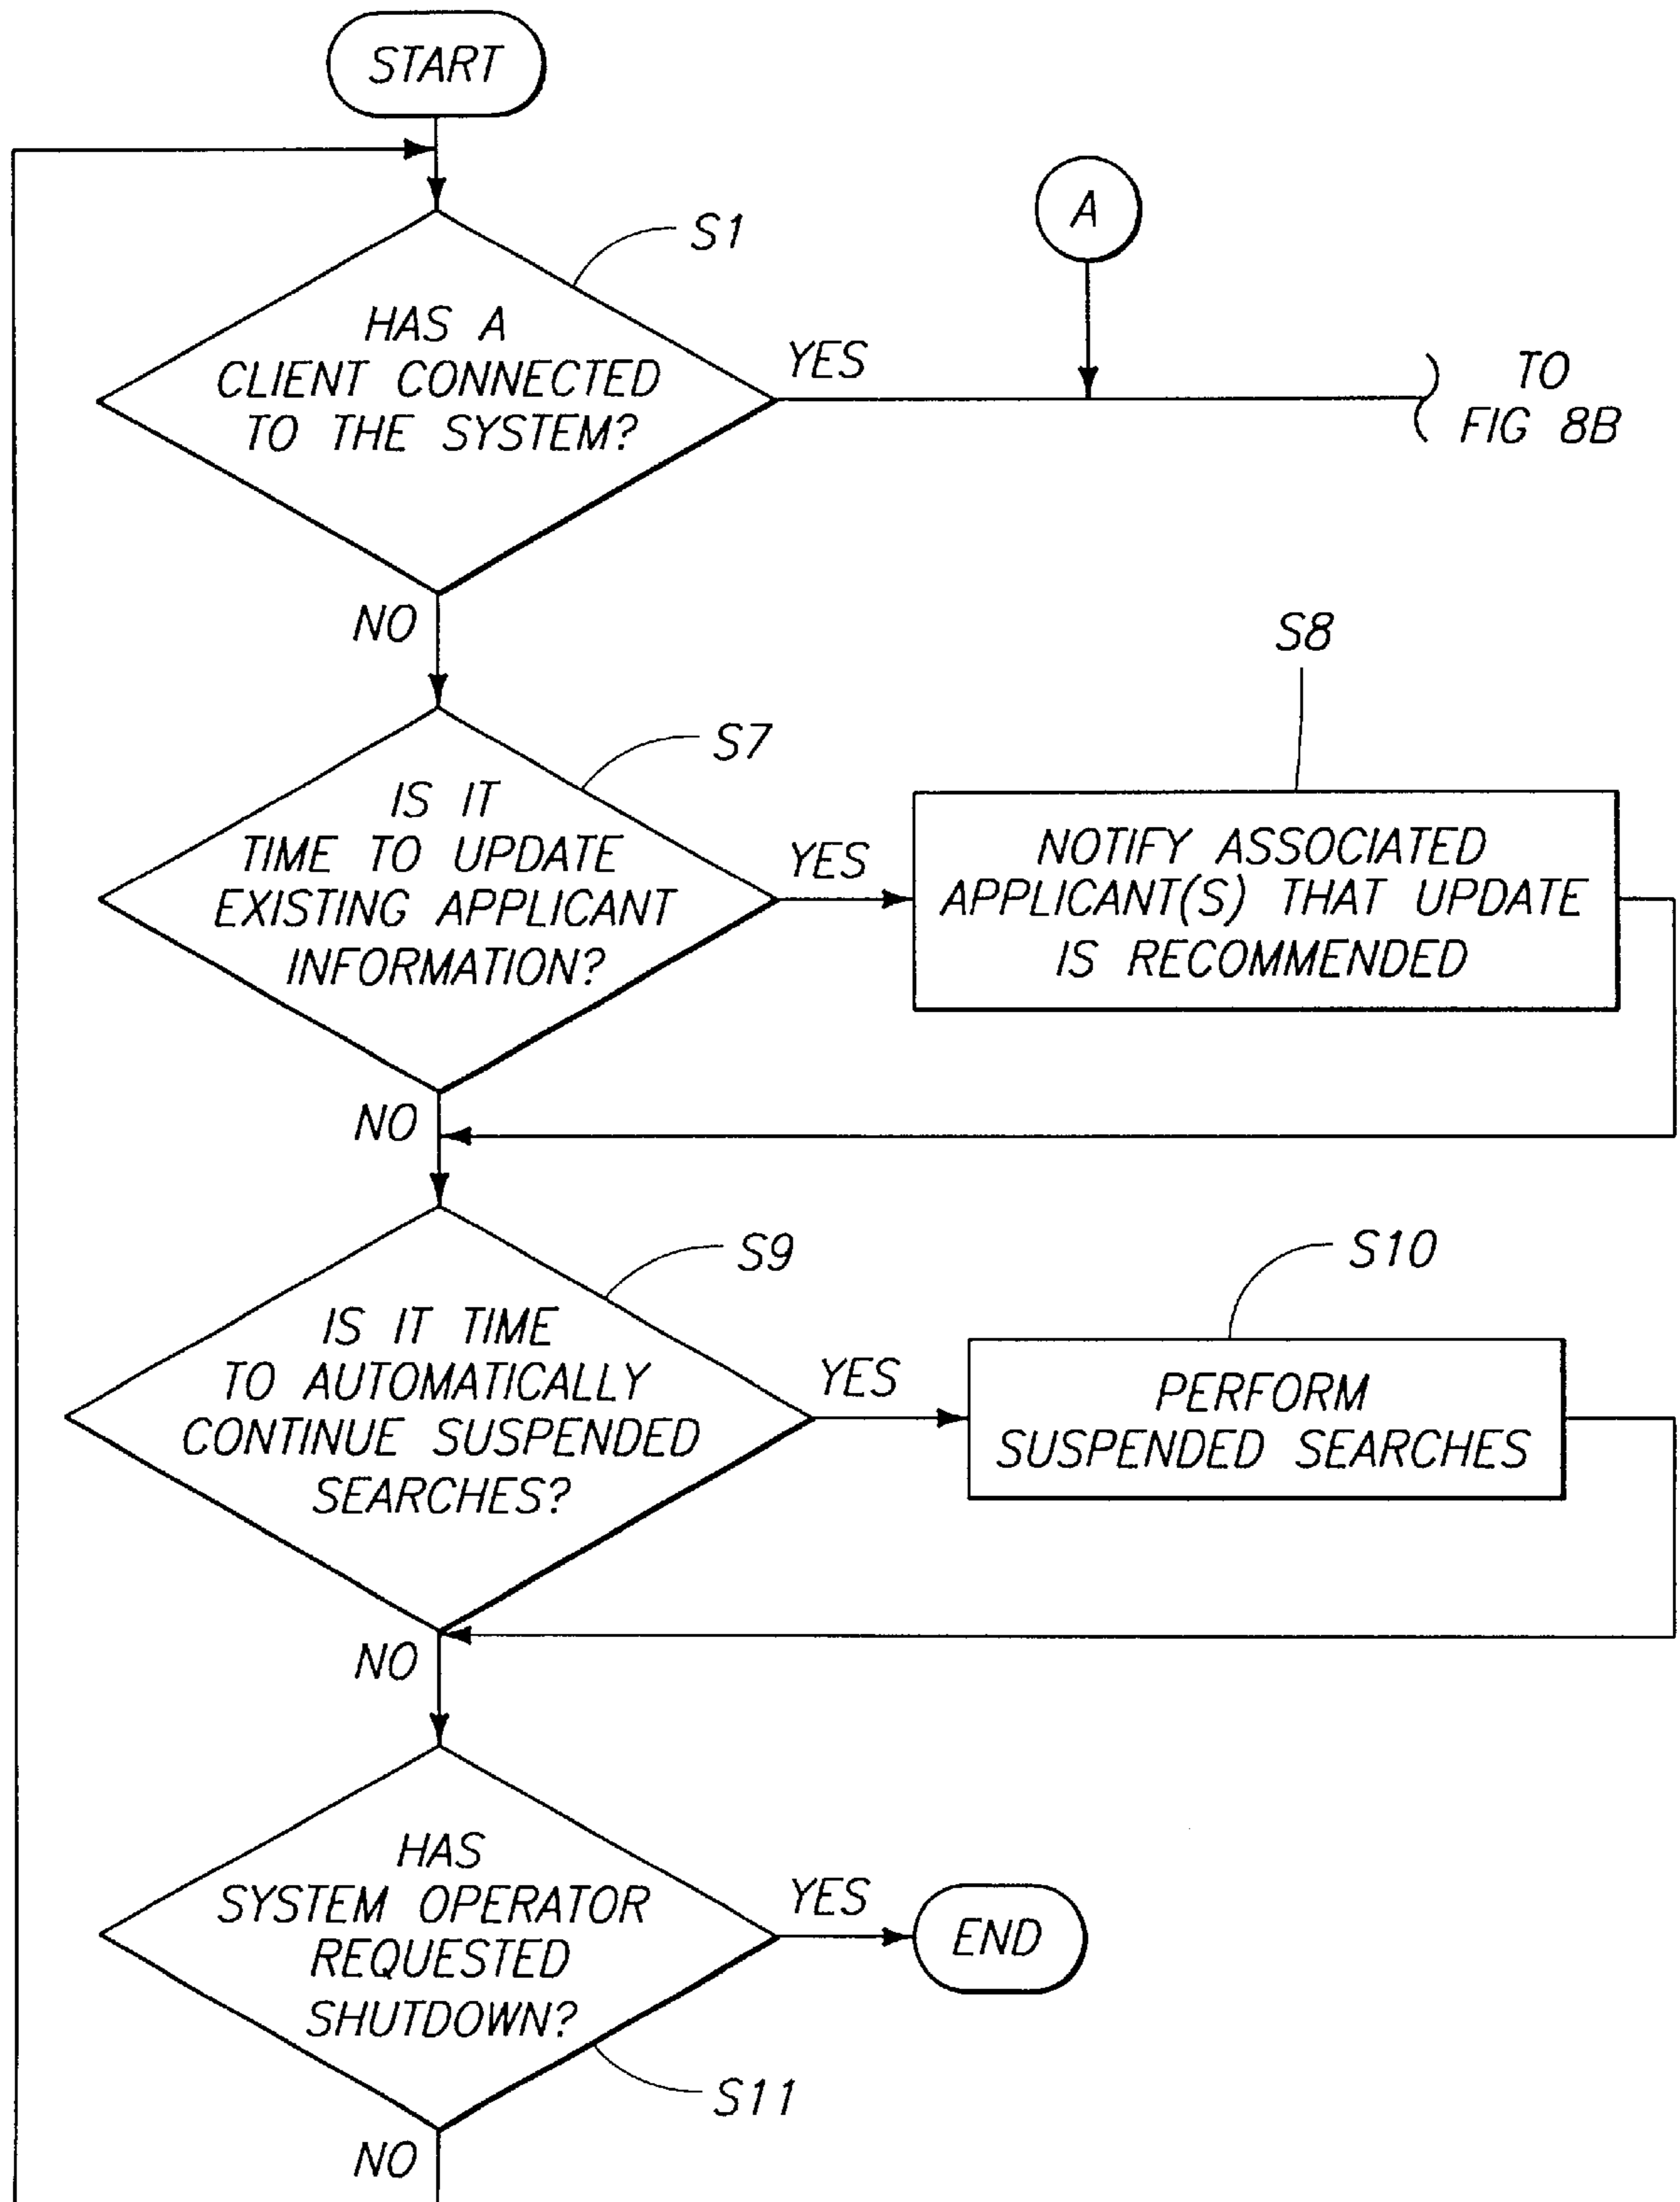 START
A
S1
HAS A
CLIENT CONNECTED
TO THE SYSTEM?
YES
TO
FIG 8B
NO
S7
IS IT
TIME TO UPDATE
EXISTING APPLICANT
INFORMATION?
YES
S8
NOTIFY ASSOCIATED
APPLICANT(S) THAT UPDATE
IS RECOMMENDED
NO
S9
IS IT TIME
TO AUTOMATICALLY
CONTINUE SUSPENDED
SEARCHES?
YES
S10
PERFORM
SUSPENDED SEARCHES
NO
HAS
SYSTEM OPERATOR
REQUESTED
SHUTDOWN?
YES
END
S11
NO